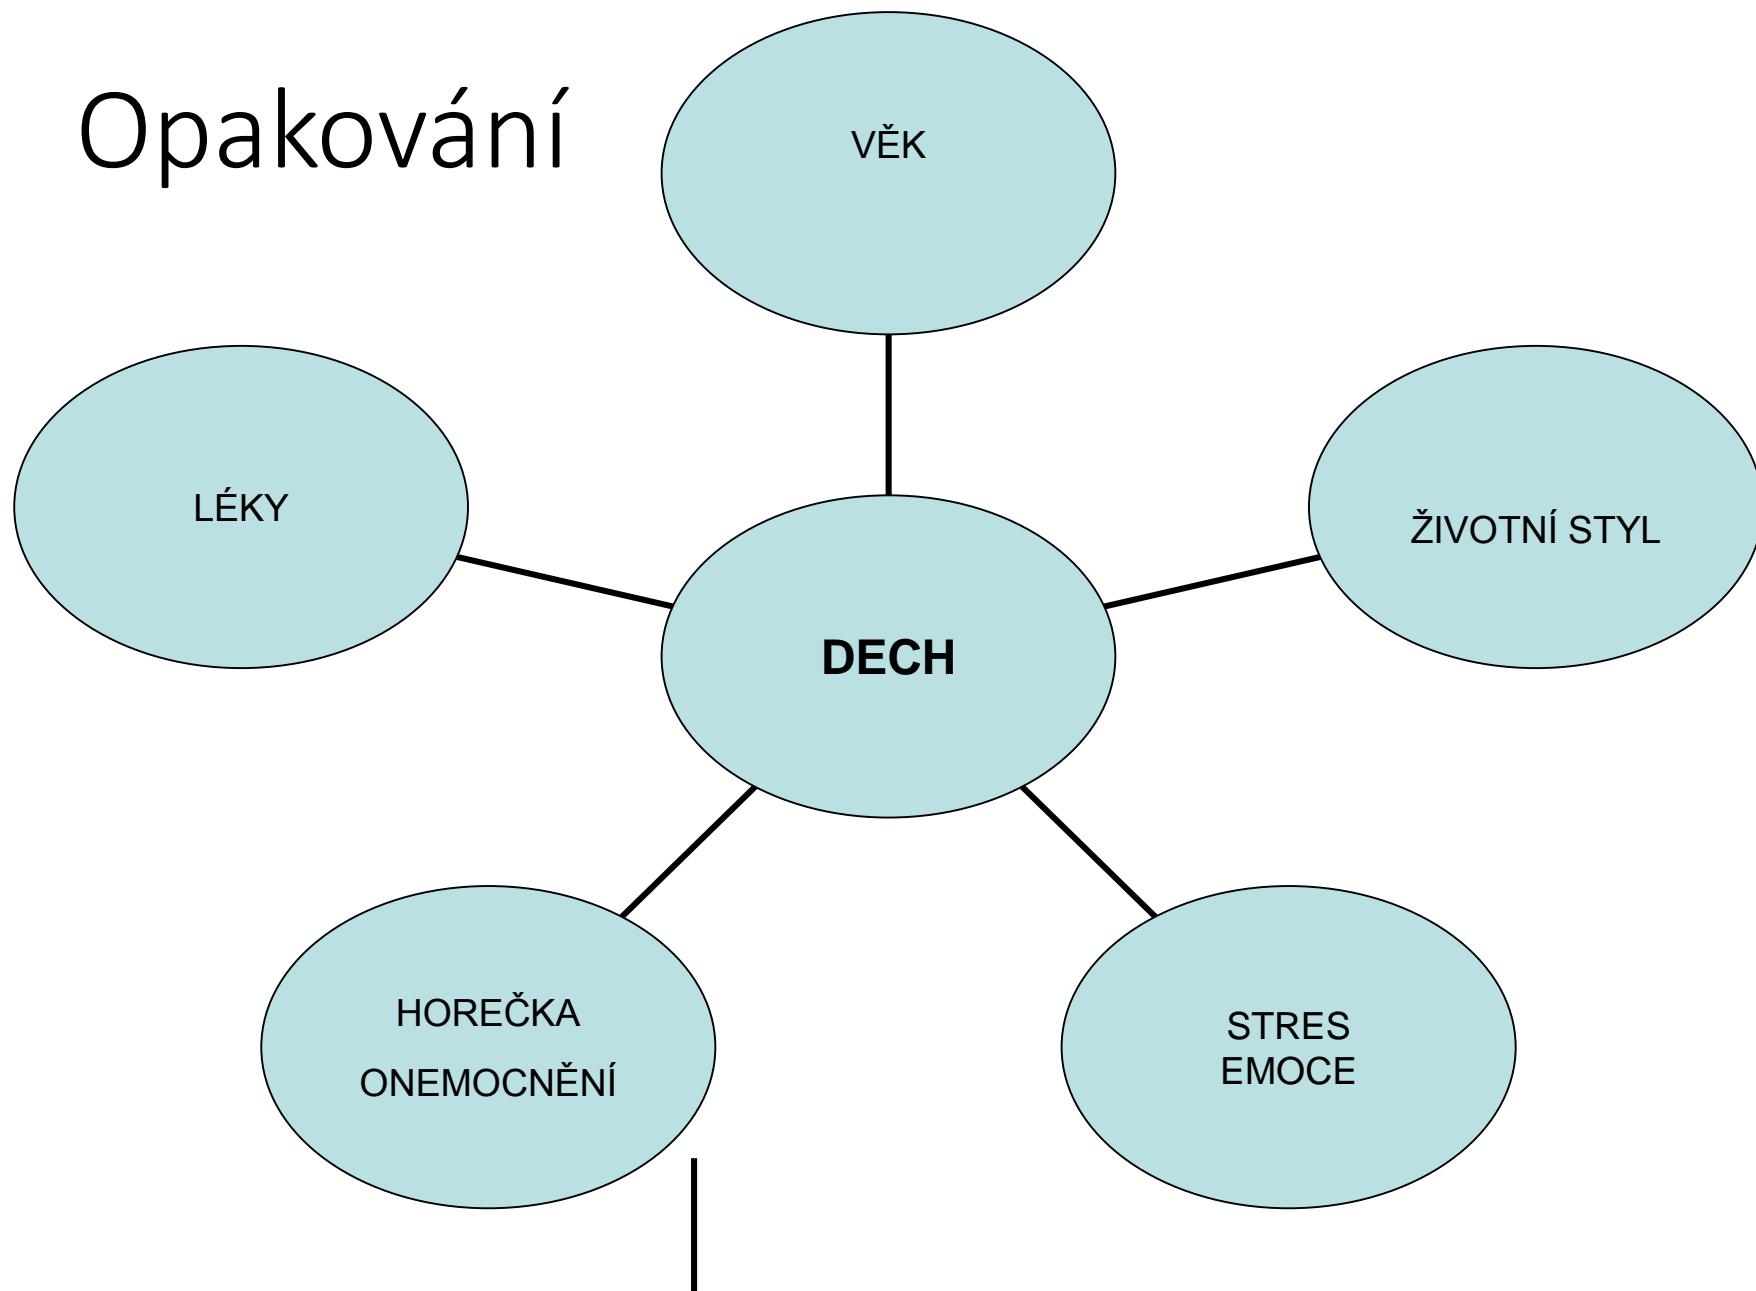 Opakování
VĚK
LÉKY
ŽIVOTNÍ STYL
DECH
HOREČKA
ONEMOCNĚNÍ
STRES
EMOCE